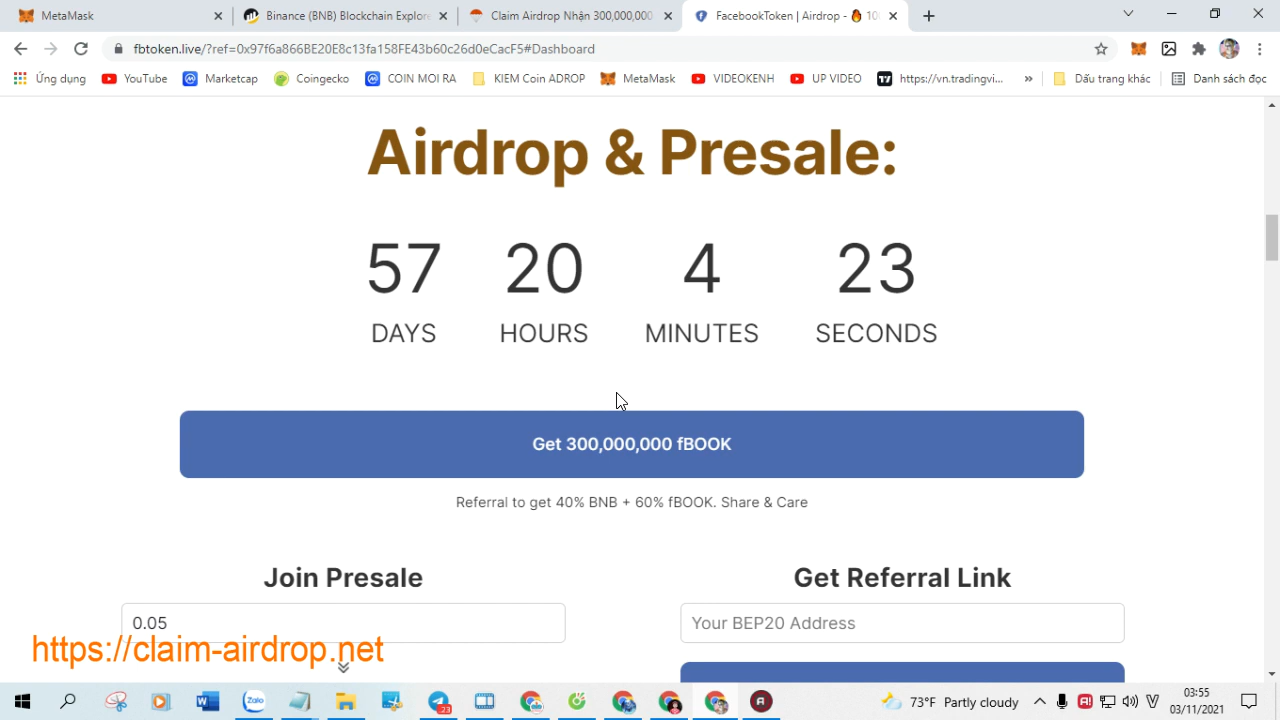 MetaMask
Binance (BNB) Blockchain Explore
Claim Airdrop Nhận 300,000,000
FacebookToken | Airdrop - 🔥 10
fbtoken.live/?ref=0x97f6a866BE20E8c13fa158FE43b60c26d0eCacF5#Dashboard
Ứng dụng
YouTube
Marketcap
Coingecko
COIN MOI RA
KIEM Coin ADROP
MetaMask
VIDEOKENH
UP VIDEO
https://vn.tradingvi...
»
Dấu trang khác
Danh sách đọc
Airdrop & Presale:
57 20 4 23
DAYS HOURS MINUTES SECONDS
Get 300,000,000 fBOOK
Referral to get 40% BNB + 60% fBOOK. Share & Care
Join Presale
Get Referral Link
0.05
Your BEP20 Address
https://claim-airdrop.net
73°F Partly cloudy
03:55
03/11/2021